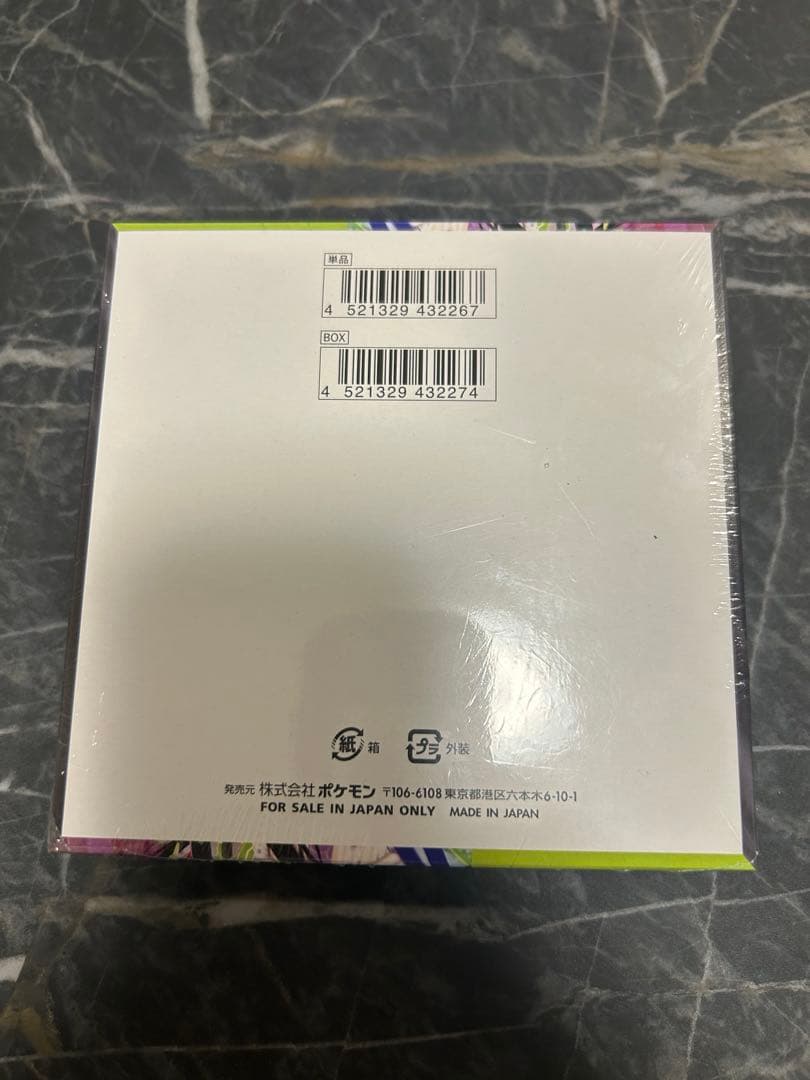 単品
4 521329 432267
BOX
4 521329 432274
紙 箱 プラ 外装
発売元 株式会社 ポケモン 〒106-6108 東京都港区六本木6-10-1
FOR SALE IN JAPAN ONLY MADE IN JAPAN